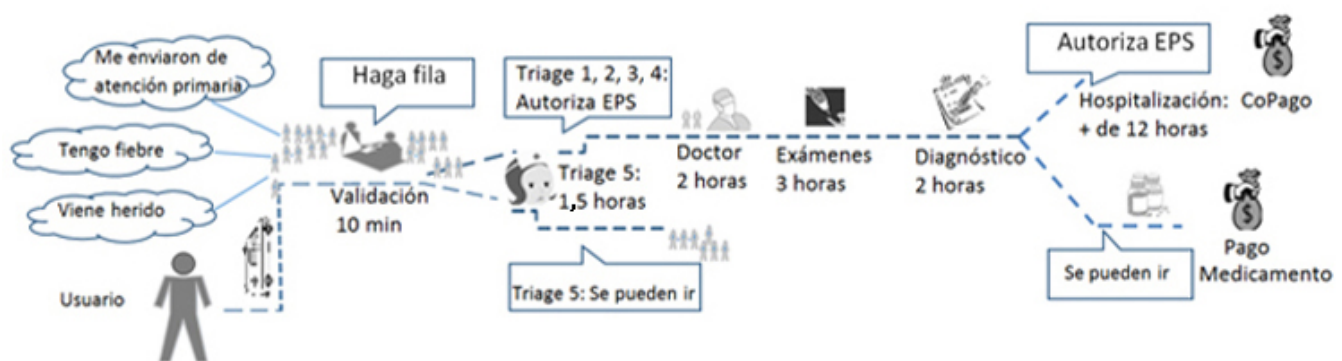 Me enviaron de
atención primaria
Tengo fiebre
Viene herido
Usuario
Haga fila
Validación
10 min
Triage 1, 2, 3, 4:
Autoriza EPS
Triage 5:
1,5 horas
Triage 5: Se pueden ir
Doctor
2 horas
Exámenes
3 horas
Diagnóstico
2 horas
Autoriza EPS
Hospitalización:
+ de 12 horas
$
CoPago
Se pueden ir
$
Pago
Medicamento